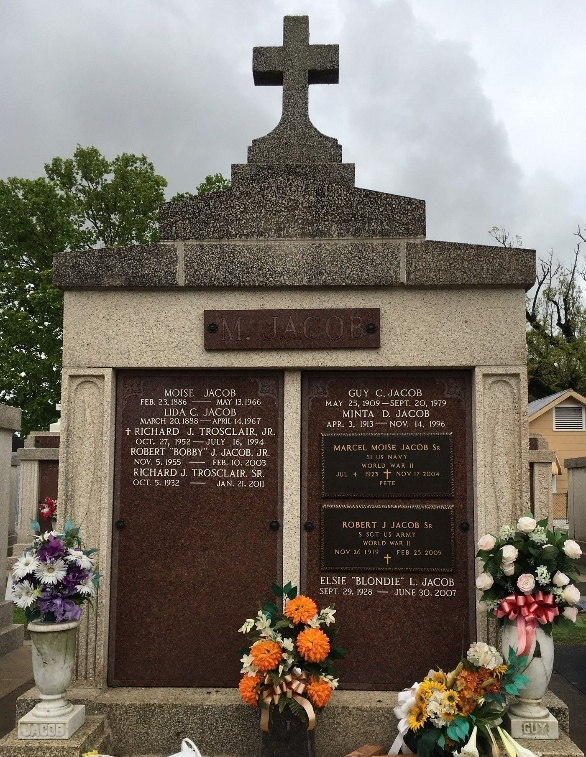 M. JACOB
MOISE JACOB
FEB. 23, 1886 — MAY 13, 1966
LIDA C. JACOB
MARCH 20, 1888 — APRIL 14, 1967
✝ RICHARD J. TROSCLAIR, JR.
OCT. 27, 1952 — JULY 16, 1994
ROBERT "BOBBY" J. JACOB, JR.
NOV. 5, 1955 — FEB. 10, 2003
RICHARD J. TROSCLAIR, SR.
OCT. 5, 1932 — JAN. 21, 2011
GUY C. JACOB
MAY 25, 1909 — SEPT. 20, 1979
MINTA D. JACOB
APR. 3, 1913 — NOV. 14, 1996
MARCEL MOISE JACOB SR
S1 US NAVY
WORLD WAR II
JUL 4 1923 ✝ NOV 17 2004
PETE
ROBERT J JACOB SR
S SGT US ARMY
WORLD WAR II
NOV 26 1919 ✝ FEB 25 2005
ELSIE "BLONDIE" L. JACOB
SEPT. 29, 1928 — JUNE 30, 2007
JACOB
GUY